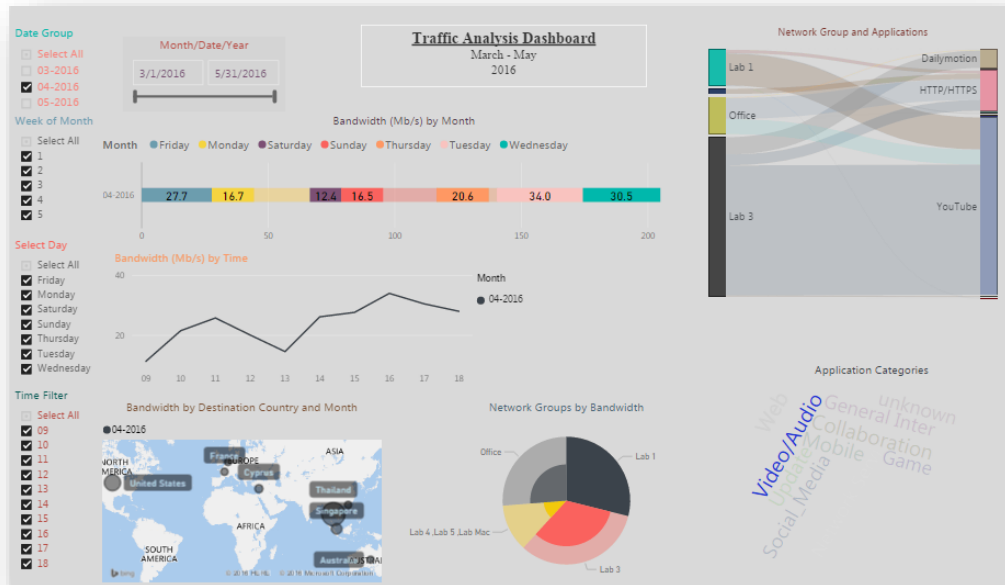 Traffic Analysis Dashboard
March - May
2016
Date Group
Select All
03-2016
04-2016
05-2016
Month/Date/Year
3/1/2016 5/31/2016
Week of Month
Select All
1
2
3
4
5
Select Day
Select All
Friday
Monday
Saturday
Sunday
Thursday
Tuesday
Wednesday
Time Filter
Select All
09
10
11
12
13
14
15
16
17
18
Bandwidth (Mb/s) by Month
Month Friday Monday Saturday Sunday Thursday Tuesday Wednesday
04-2016 27.7 16.7 12.4 16.5 20.6 34.0 30.5
0 50 100 150 200
Bandwidth (Mb/s) by Time
40
20
09 10 11 12 13 14 15 16 17 18
Month
04-2016
Network Group and Applications
Lab 1
Office
Lab 3
Dailymotion
HTTP/HTTPS
YouTube
Bandwidth by Destination Country and Month
04-2016
NORTH
AMERICA
United States
France
EUROPE
Cyprus
ASIA
Thailand
Singapore
AFRICA
SOUTH
AMERICA
Australia
bing
Network Groups by Bandwidth
Office
Lab 1
Lab 4 ,Lab 5 ,Lab Mac
Lab 3
Application Categories
Web
Video/Audio
Update
Social_Media
General Inter
unknown
Collaboration
Mobile
Game